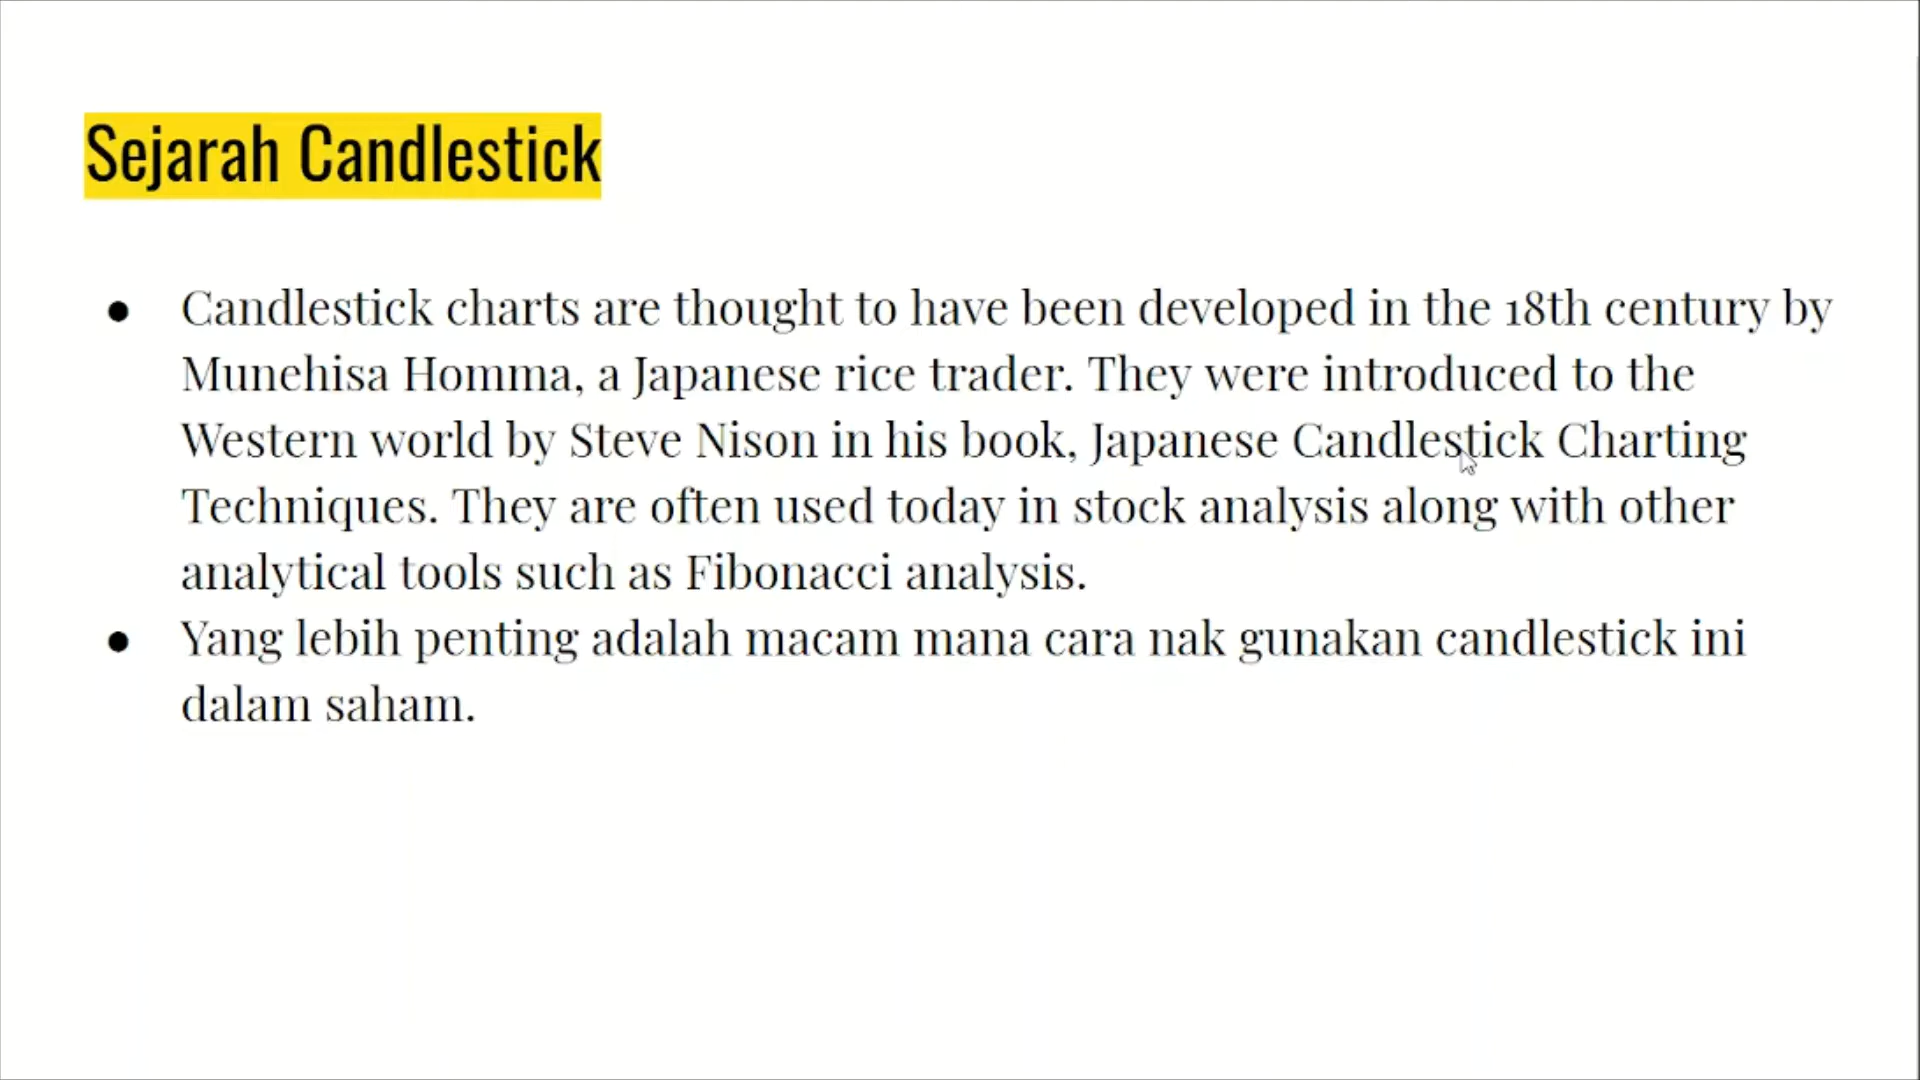 Sejarah Candlestick
● Candlestick charts are thought to have been developed in the 18th century by
Munehisa Homma, a Japanese rice trader. They were introduced to the
Western world by Steve Nison in his book, Japanese Candlestick Charting
Techniques. They are often used today in stock analysis along with other
analytical tools such as Fibonacci analysis.
● Yang lebih penting adalah macam mana cara nak gunakan candlestick ini
dalam saham.